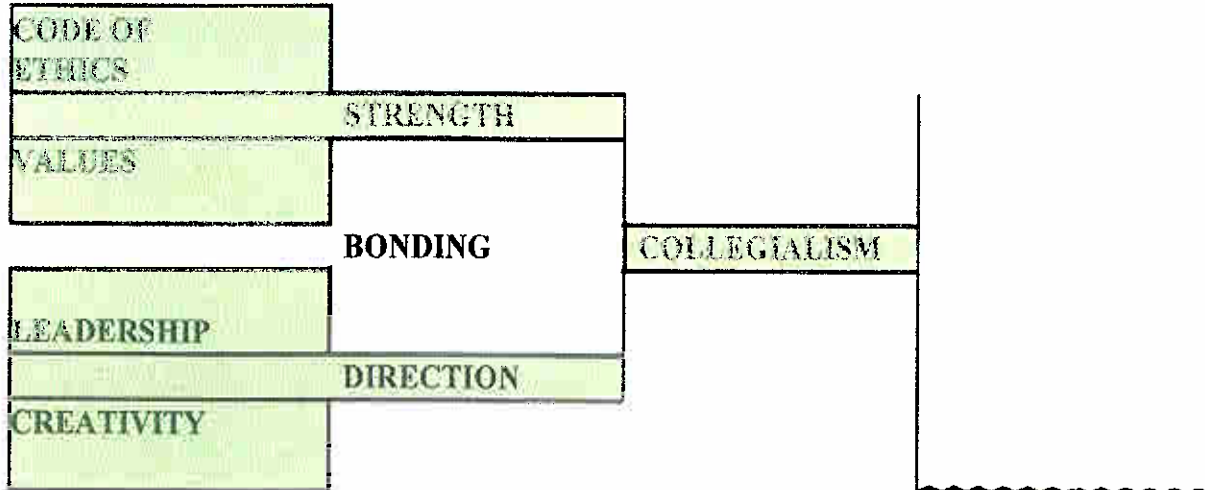 CODE OF
ETHICS
STRENGTH
VALUES
BONDING
COLLEGIALISM
LEADERSHIP
DIRECTION
CREATIVITY